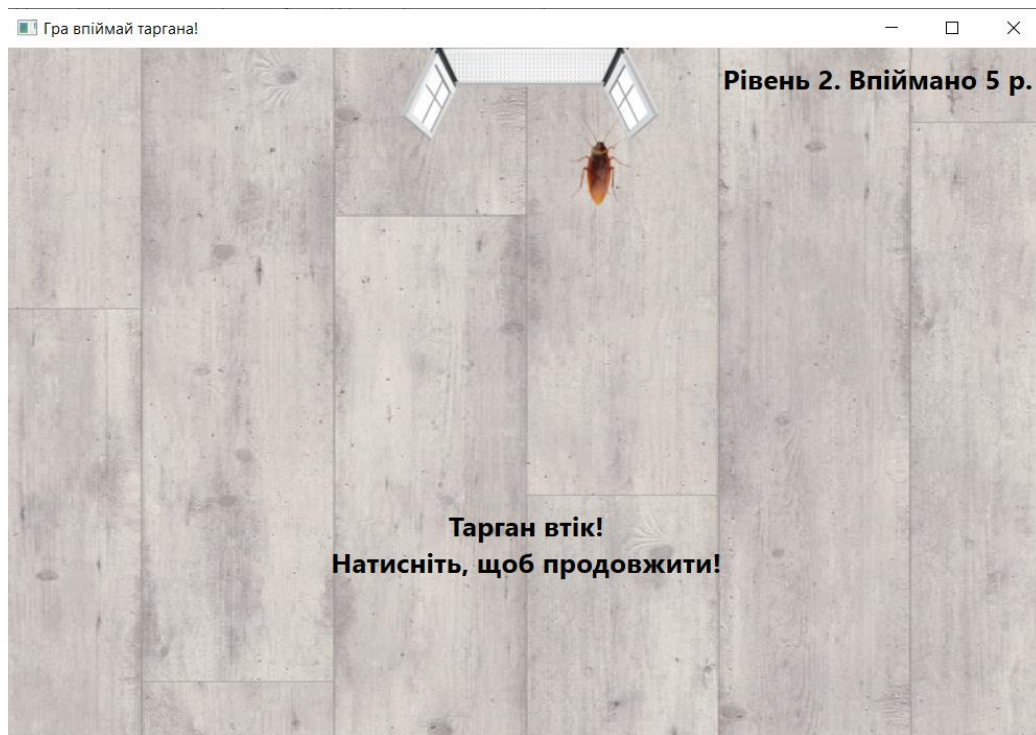 Гра впіймай таргана!
Рівень 2. Впіймано 5 р.
Тарган втік!
Натисніть, щоб продовжити!